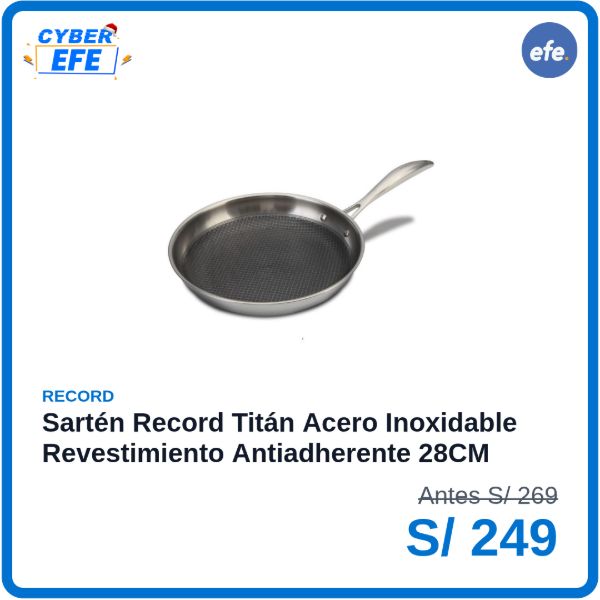 CYBER
EFE
efe.
RECORD
Sartén Record Titán Acero Inoxidable
Revestimiento Antiadherente 28CM
Antes S/ 269
S/ 249